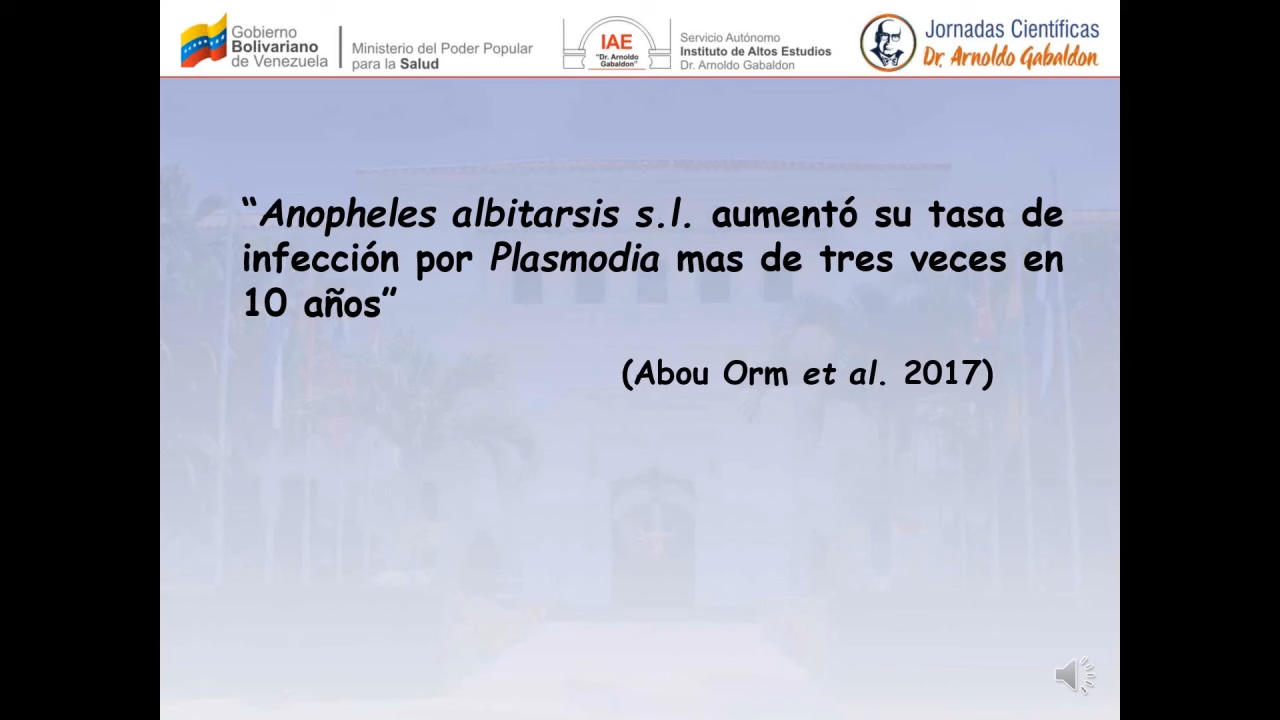 Gobierno
Bolivariano
de Venezuela
Ministerio del Poder Popular
para la Salud
IAE
"Dr. Arnoldo
Gabaldon"
Servicio Autónomo
Instituto de Altos Estudios
Dr. Arnoldo Gabaldon
Jornadas Científicas
Dr. Arnoldo Gabaldon
“Anopheles albitarsis s.l. aumentó su tasa de
infección por Plasmodia mas de tres veces en
10 años”
(Abou Orm et al. 2017)